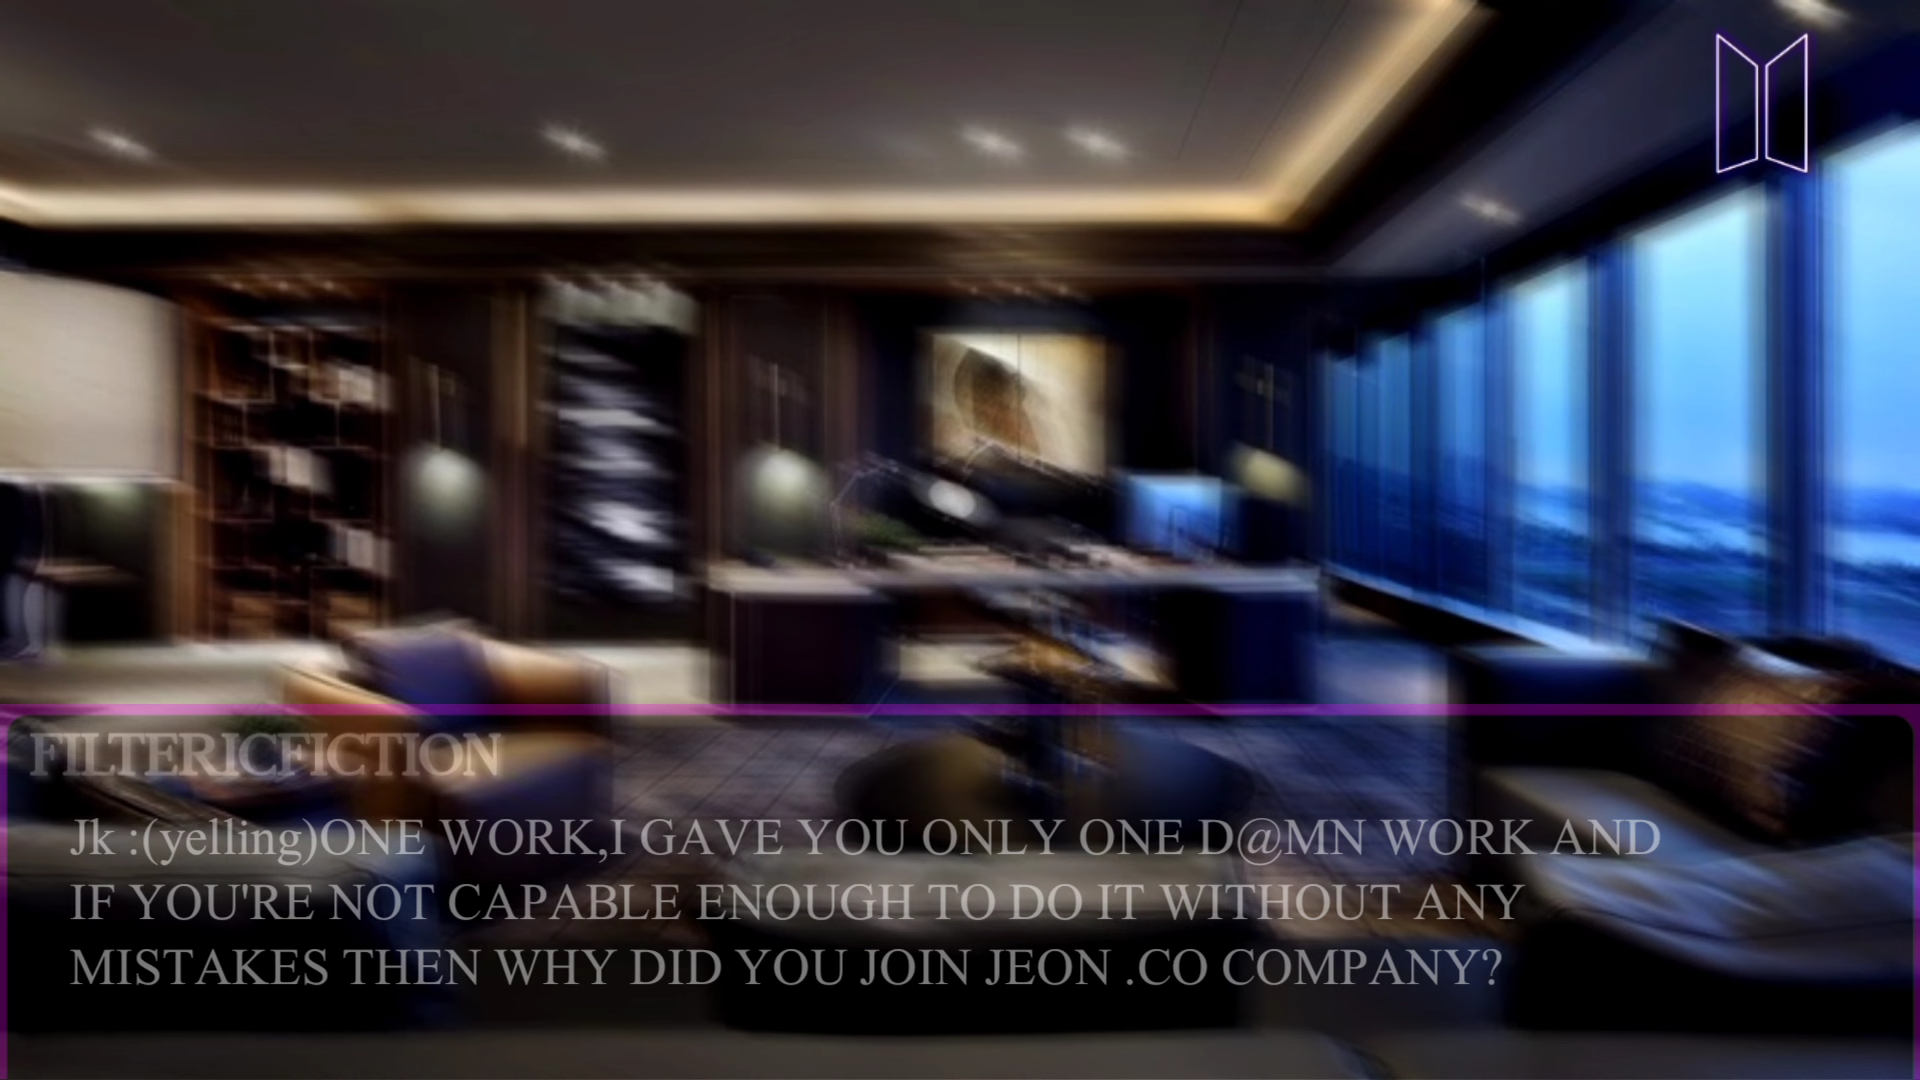 FILTERICFICTION
Jk :(yelling)ONE WORK,I GAVE YOU ONLY ONE D@MN WORK AND
IF YOU'RE NOT CAPABLE ENOUGH TO DO IT WITHOUT ANY
MISTAKES THEN WHY DID YOU JOIN JEON .CO COMPANY?